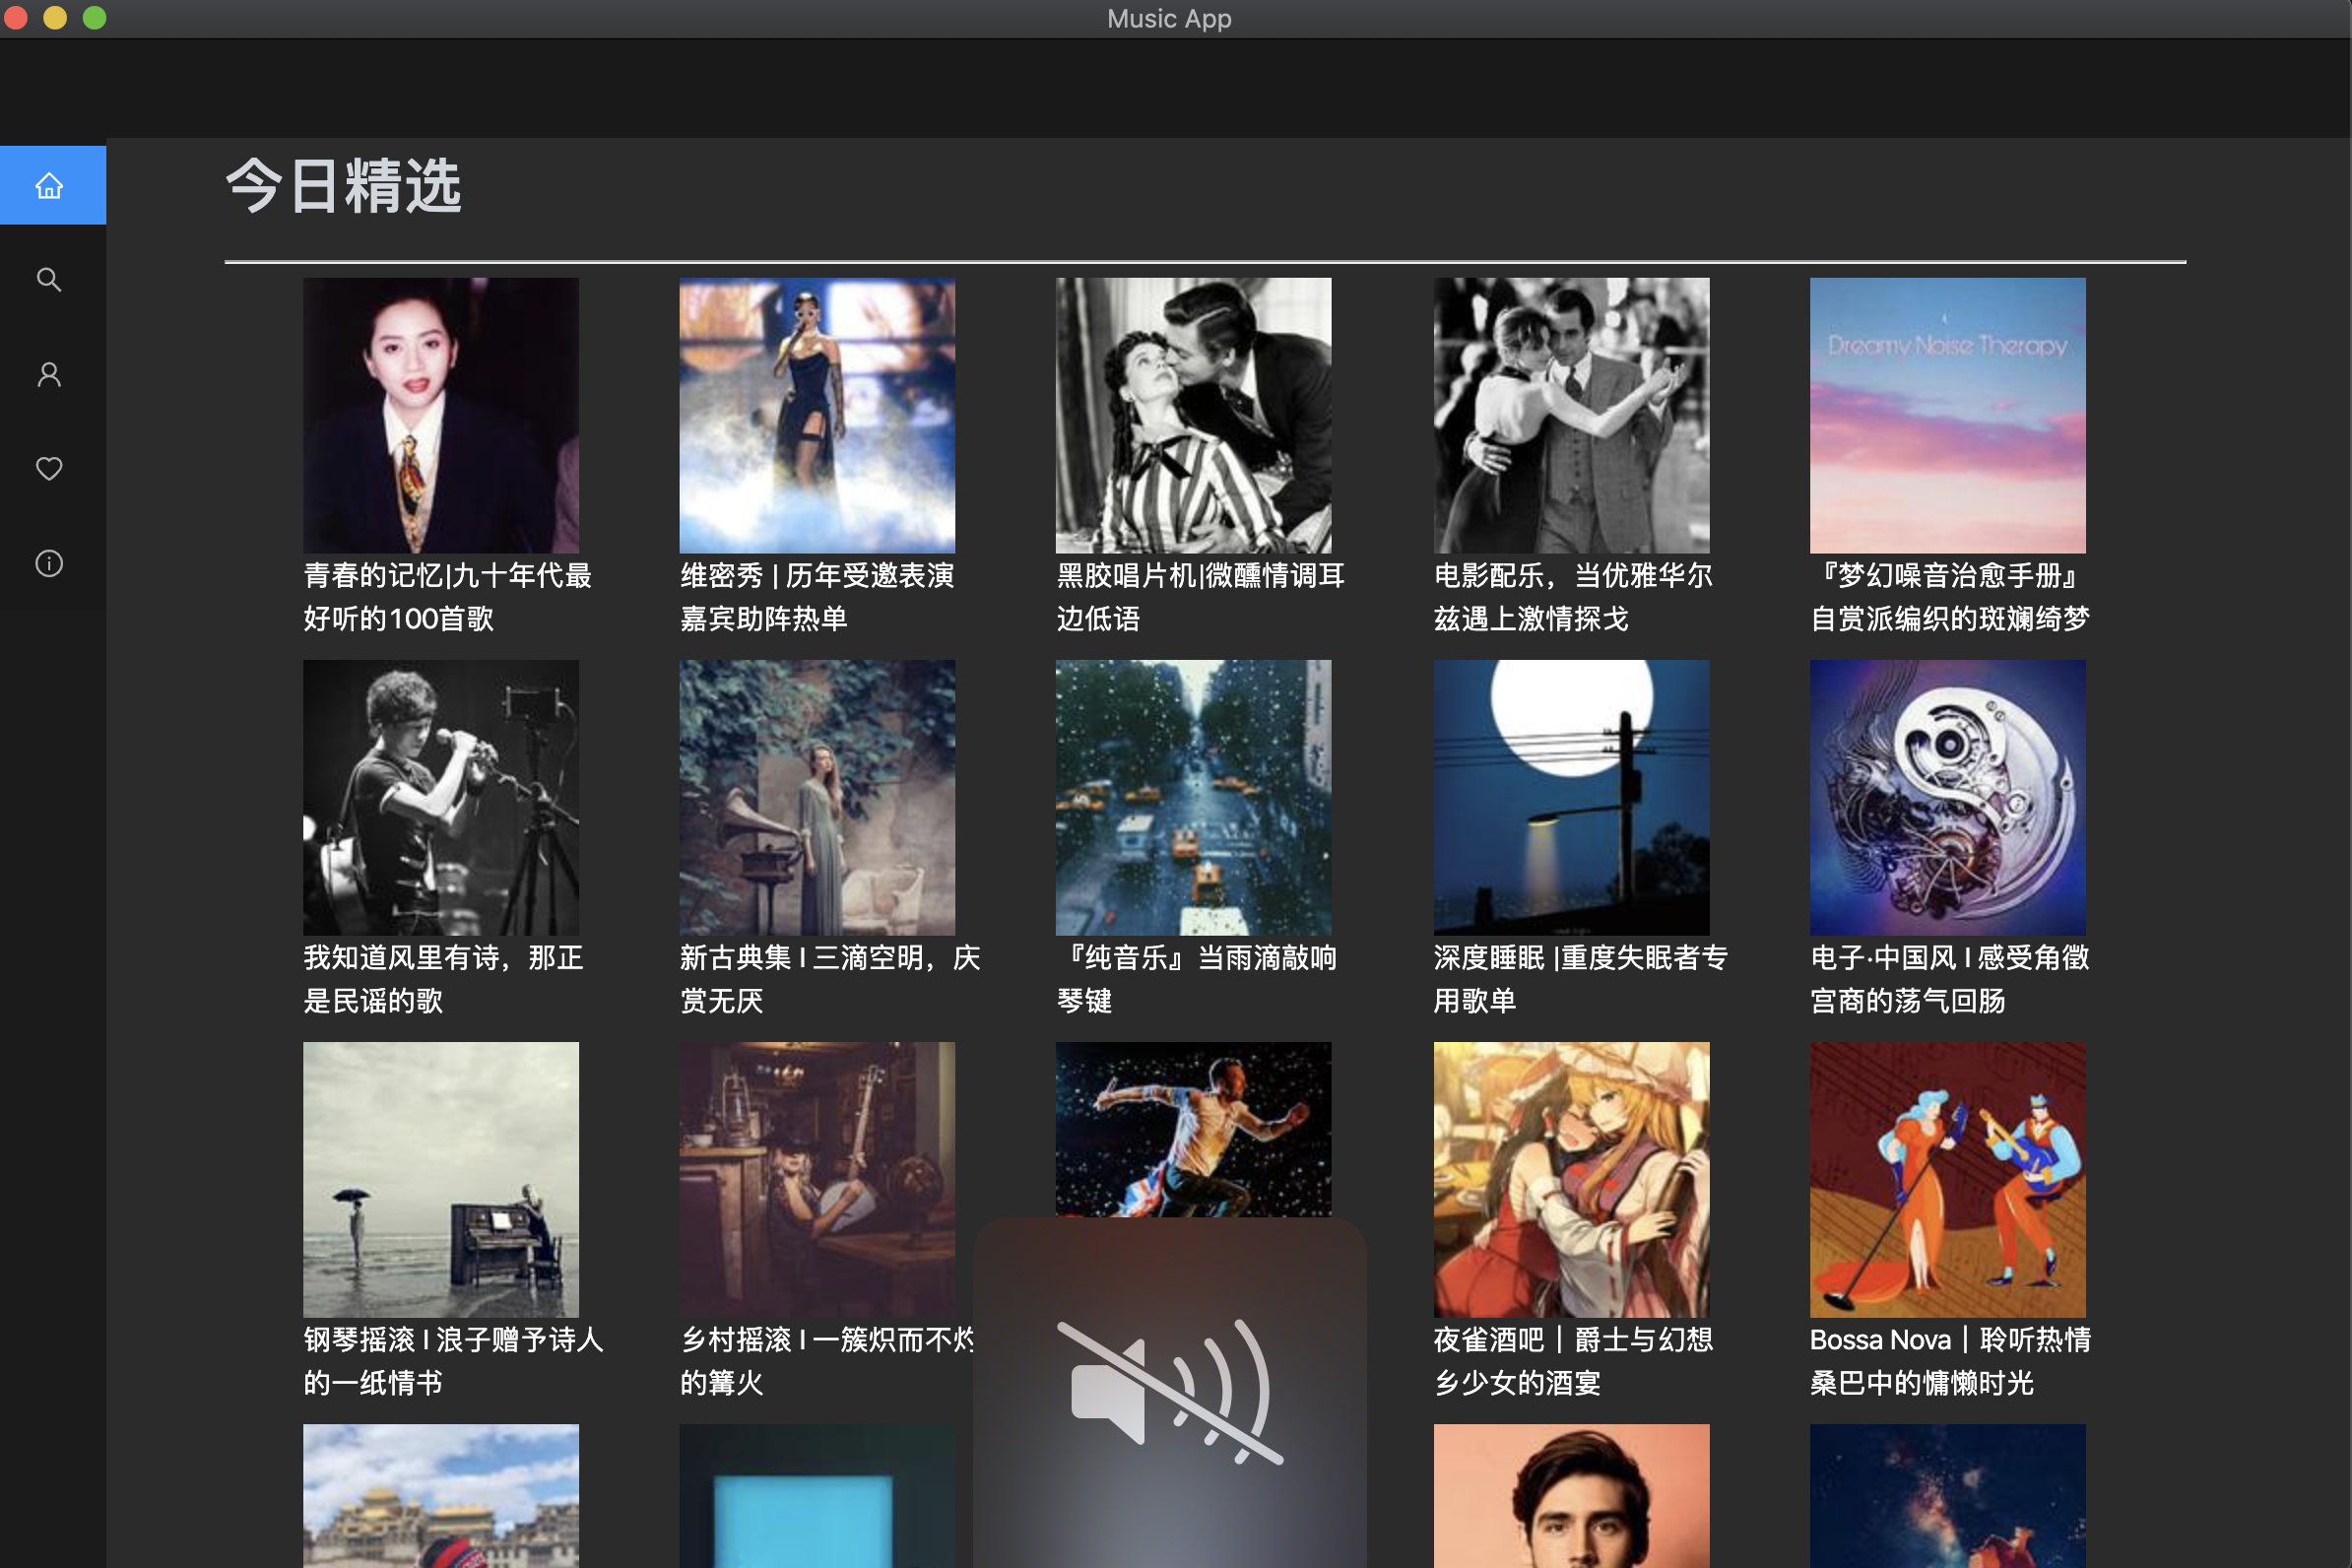 Music App
今日精选
Dreamy Noise Therapy
青春的记忆|九十年代最
好听的100首歌
维密秀 | 历年受邀表演
嘉宾助阵热单
黑胶唱片机|微醺情调耳
边低语
电影配乐，当优雅华尔
兹遇上激情探戈
『梦幻噪音治愈手册』
自赏派编织的斑斓绮梦
我知道风里有诗，那正
是民谣的歌
新古典集 l 三滴空明，庆
赏无厌
『纯音乐』当雨滴敲响
琴键
深度睡眠 |重度失眠者专
用歌单
电子·中国风 l 感受角徵
宫商的荡气回肠
钢琴摇滚 l 浪子赠予诗人
的一纸情书
乡村摇滚 l 一簇炽而不灼
的篝火
夜雀酒吧｜爵士与幻想
乡少女的酒宴
Bossa Nova｜聆听热情
桑巴中的慵懒时光